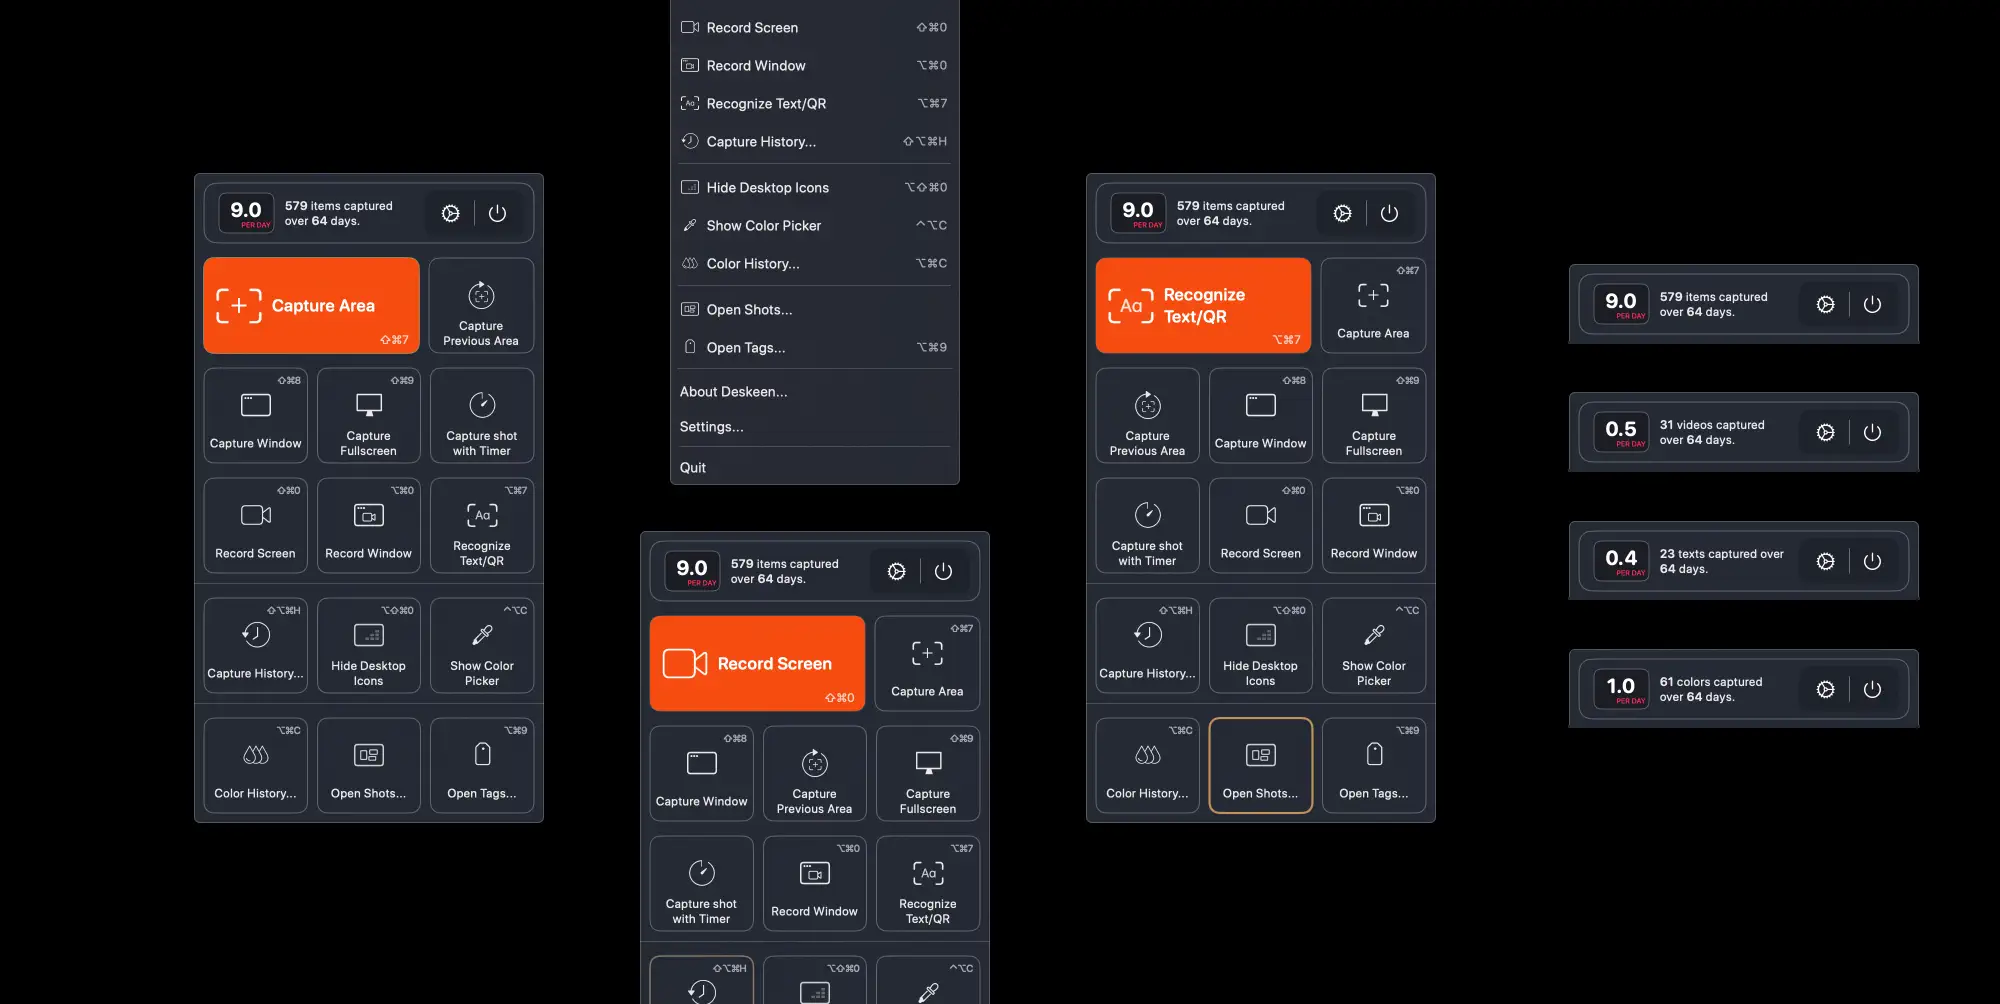 9.0
PER DAY
579 items captured
over 64 days.
Capture Area
⇧⌘7
Capture
Previous Area
⇧⌘8
Capture Window
⇧⌘9
Capture
Fullscreen
Capture shot
with Timer
⇧⌘0
Record Screen
⌥⌘0
Record Window
⌥⌘7
Recognize
Text/QR
⇧⌥⌘H
Capture History...
⌥⇧⌘0
Hide Desktop
Icons
^⌥C
Show Color
Picker
⌥⌘C
Color History...
Open Shots...
⌥⌘9
Open Tags...
Record Screen ⇧⌘0
Record Window ⌥⌘0
Recognize Text/QR ⌥⌘7
Capture History... ⇧⌥⌘H
Hide Desktop Icons ⌥⇧⌘0
Show Color Picker ^⌥C
Color History... ⌥⌘C
Open Shots...
Open Tags... ⌥⌘9
About Deskeen...
Settings...
Quit
9.0
PER DAY
579 items captured
over 64 days.
Record Screen
⇧⌘0
⇧⌘7
Capture Area
⇧⌘8
Capture Window
Capture
Previous Area
⇧⌘9
Capture
Fullscreen
Capture shot
with Timer
⌥⌘0
Record Window
⌥⌘7
Recognize
Text/QR
⇧⌥⌘H
⌥⇧⌘0
^⌥C
9.0
PER DAY
579 items captured
over 64 days.
Recognize
Text/QR
⌥⌘7
⇧⌘7
Capture Area
Capture
Previous Area
⇧⌘8
Capture Window
⇧⌘9
Capture
Fullscreen
Capture shot
with Timer
⇧⌘0
Record Screen
⌥⌘0
Record Window
⇧⌥⌘H
Capture History...
⌥⇧⌘0
Hide Desktop
Icons
^⌥C
Show Color
Picker
⌥⌘C
Color History...
Open Shots...
⌥⌘9
Open Tags...
9.0
PER DAY
579 items captured
over 64 days.
0.5
PER DAY
31 videos captured
over 64 days.
0.4
PER DAY
23 texts captured over
64 days.
1.0
PER DAY
61 colors captured
over 64 days.